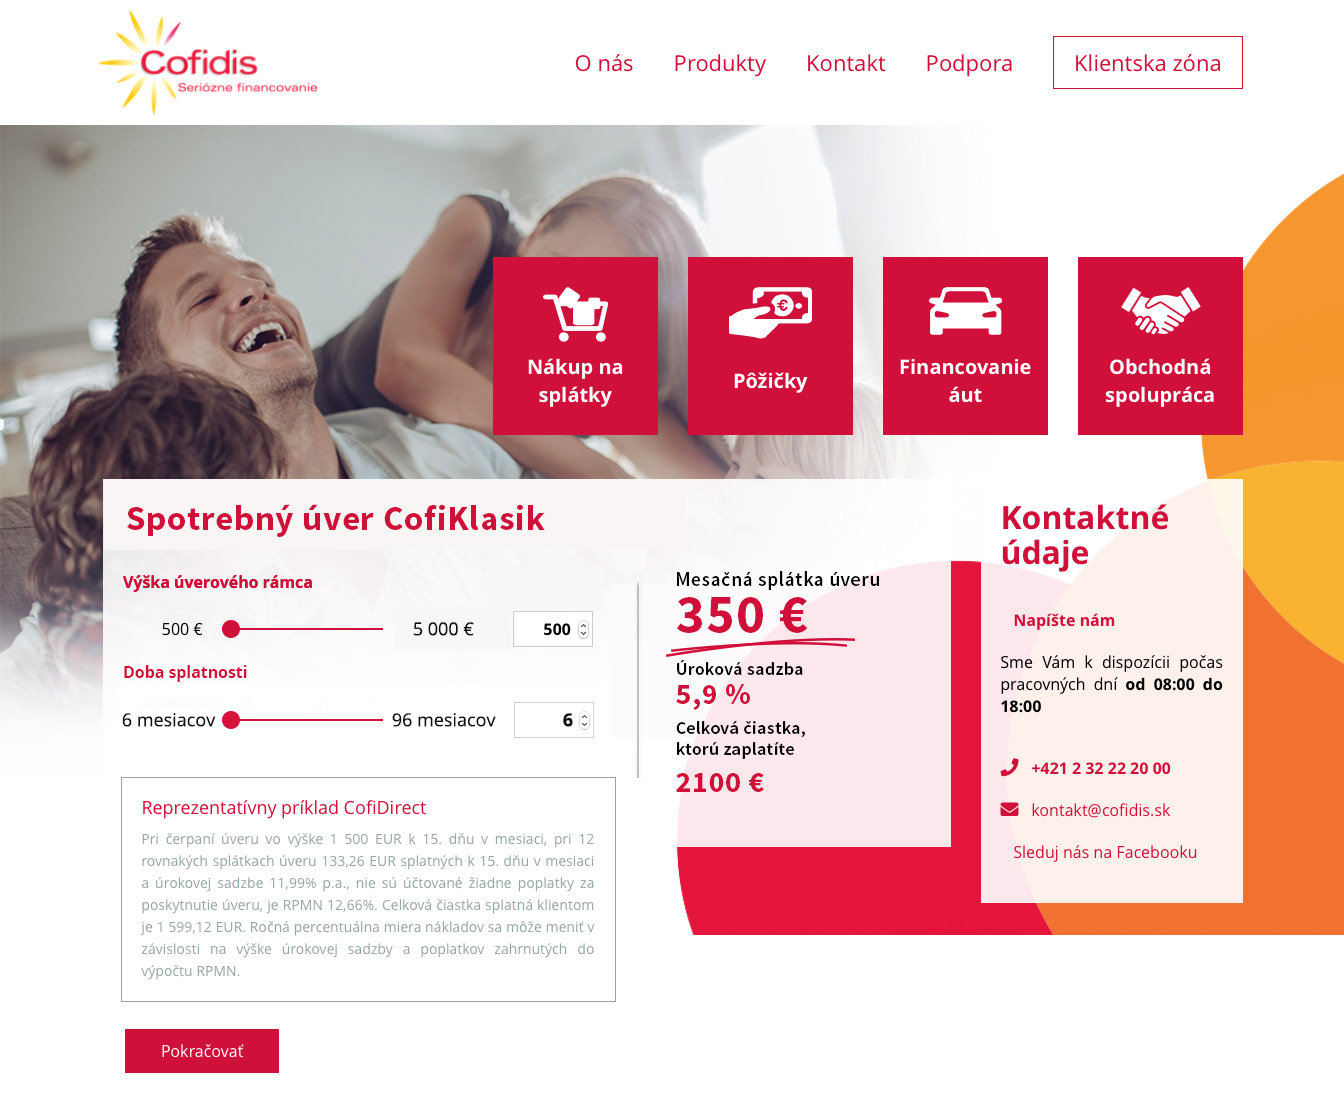 Cofidis
Seriózne financovanie
O nás
Produkty
Kontakt
Podpora
Klientska zóna
Nákup na
splátky
Pôžičky
Financovanie
áut
Obchodná
spolupráca
Spotrebný úver CofiKlasik
Výška úverového rámca
500 €
5 000 €
500
Doba splatnosti
6 mesiacov
96 mesiacov
6
Mesačná splátka úveru
350 €
Úroková sadzba
5,9 %
Celková čiastka,
ktorú zaplatíte
2100 €
Reprezentatívny príklad CofiDirect
Pri čerpaní úveru vo výške 1 500 EUR k 15. dňu v mesiaci, pri 12
rovnakých splátkach úveru 133,26 EUR splatných k 15. dňu v mesiaci
a úrokovej sadzbe 11,99% p.a., nie sú účtované žiadne poplatky za
poskytnutie úveru, je RPMN 12,66%. Celková čiastka splatná klientom
je 1 599,12 EUR. Ročná percentuálna miera nákladov sa môže meniť v
závislosti na výške úrokovej sadzby a poplatkov zahrnutých do
výpočtu RPMN.
Pokračovať
Kontaktné
údaje
Napíšte nám
Sme Vám k dispozícii počas
pracovných dní od 08:00 do
18:00
+421 2 32 22 20 00
kontakt@cofidis.sk
Sleduj nás na Facebooku